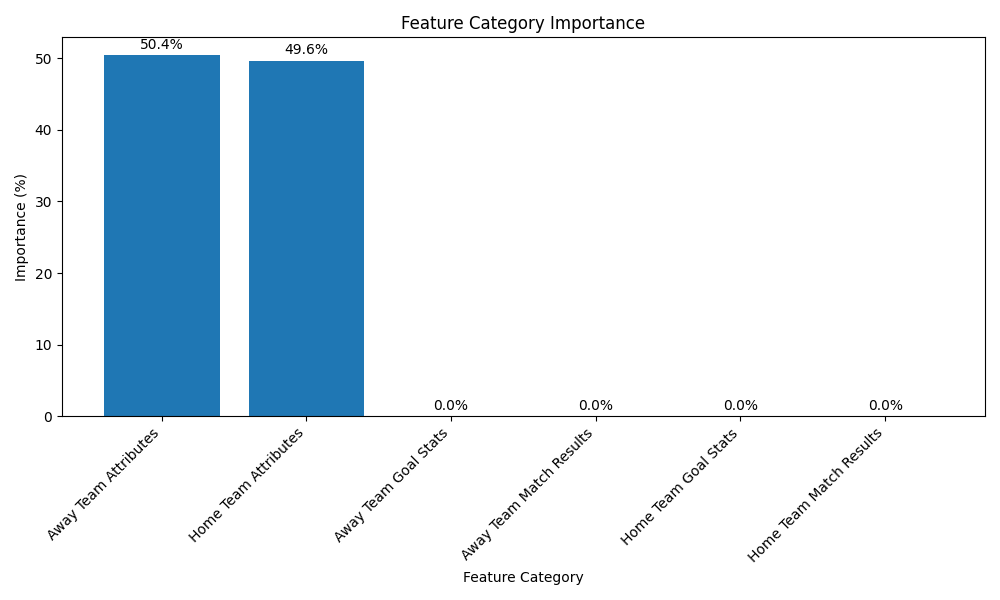 Feature Category Importance
50.4%
49.6%
0.0%
0.0%
0.0%
0.0%
Importance (%)
50
40
30
20
10
0
Away Team Attributes
Home Team Attributes
Away Team Goal Stats
Away Team Match Results
Home Team Goal Stats
Home Team Match Results
Feature Category